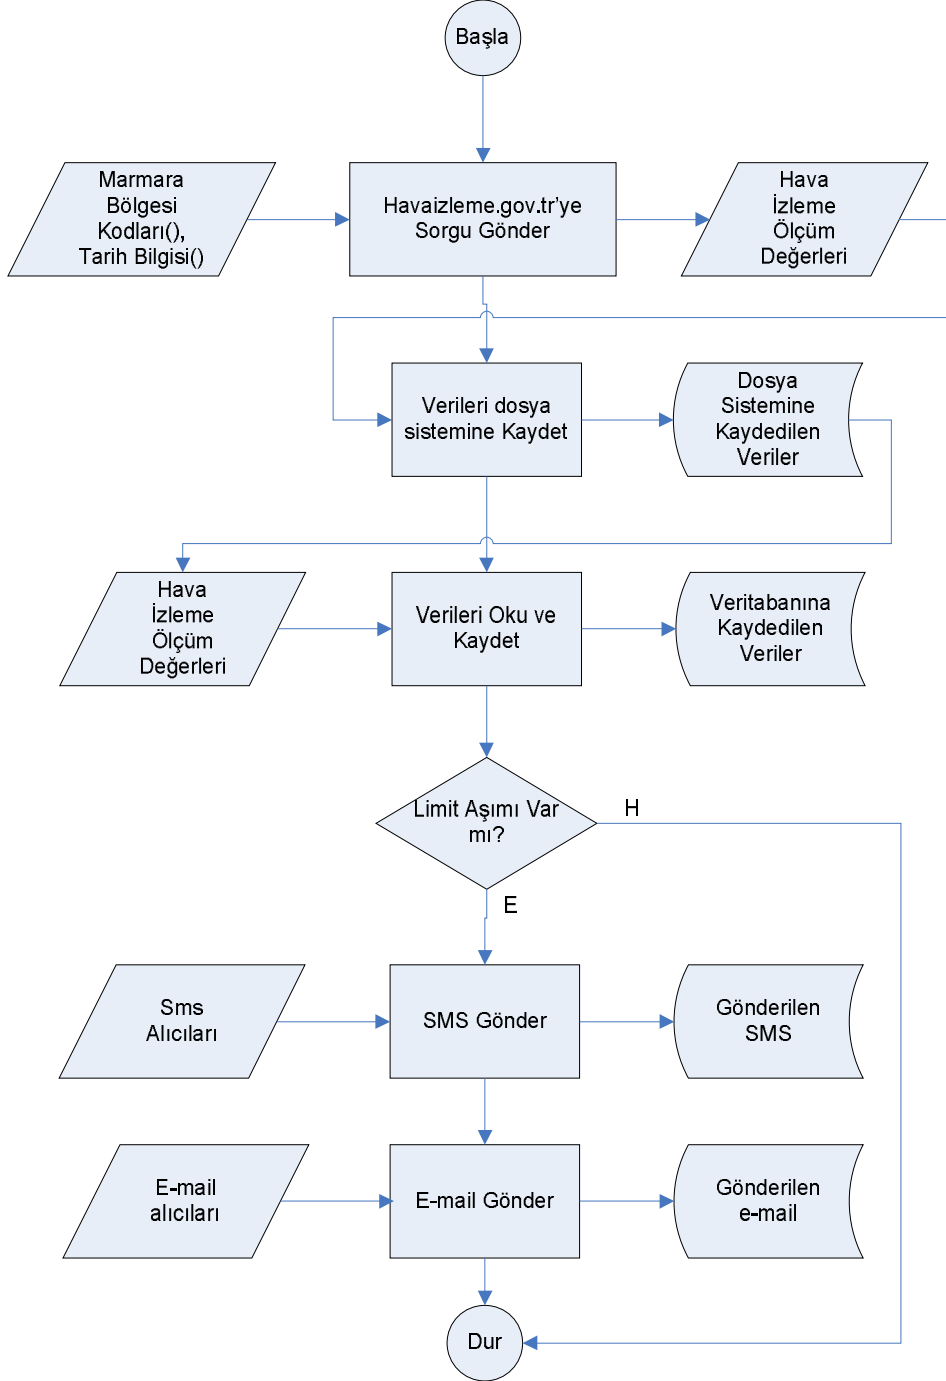 Başla
Marmara
Bölgesi
Kodları(),
Tarih Bilgisi()
Havaizleme.gov.tr’ye
Sorgu Gönder
Hava
İzleme
Ölçüm
Değerleri
Verileri dosya
sistemine Kaydet
Dosya
Sistemine
Kaydedilen
Veriler
Hava
İzleme
Ölçüm
Değerleri
Verileri Oku ve
Kaydet
Veritabanına
Kaydedilen
Veriler
Limit Aşımı Var
mı?
H
E
Sms
Alıcıları
SMS Gönder
Gönderilen
SMS
E-mail
alıcıları
E-mail Gönder
Gönderilen
e-mail
Dur